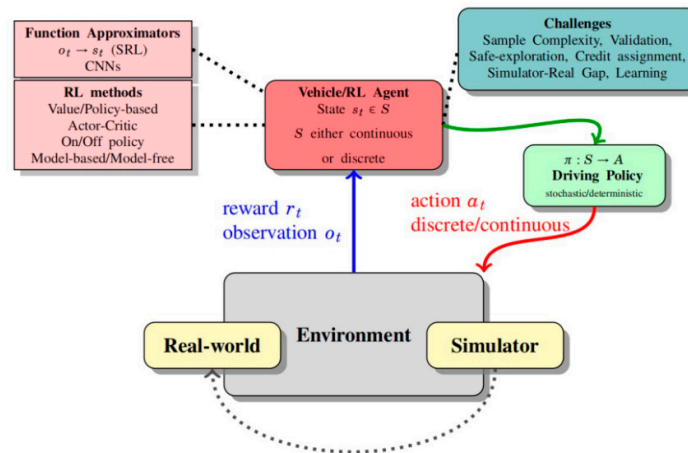 Function Approximators
o_t → s_t (SRL)
CNNs
RL methods
Value/Policy-based
Actor-Critic
On/Off policy
Model-based/Model-free
Vehicle/RL Agent
State s_t ∈ S
S either continuous
or discrete
Challenges
Sample Complexity, Validation,
Safe-exploration, Credit assignment,
Simulator-Real Gap, Learning
π : S → A
Driving Policy
stochastic/deterministic
reward r_t
observation o_t
action a_t
discrete/continuous
Environment
Real-world
Simulator